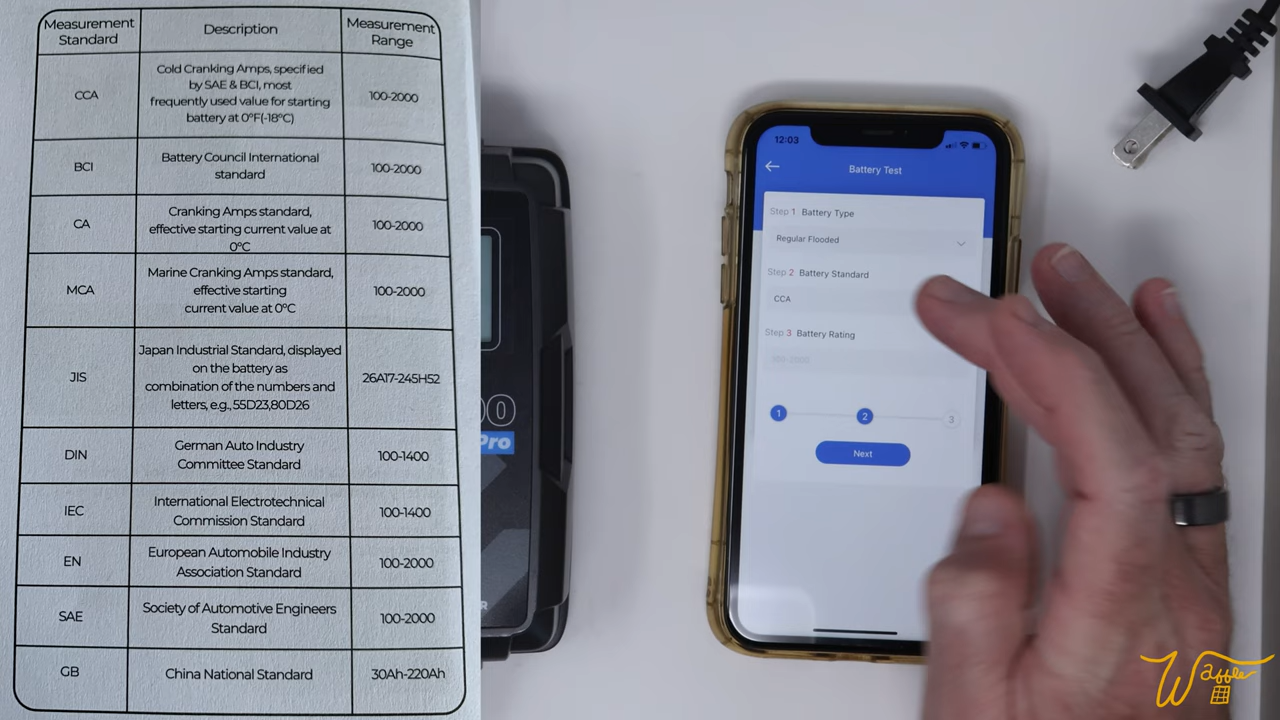 Measurement Standard
Description
Measurement Range
CCA
Cold Cranking Amps, specified
by SAE & BCI, most
frequently used value for starting
battery at 0°F(-18°C)
100-2000
BCI
Battery Council International
standard
100-2000
CA
Cranking Amps standard,
effective starting current value at
0°C
100-2000
MCA
Marine Cranking Amps standard,
effective starting
current value at 0°C
100-2000
JIS
Japan Industrial Standard, displayed
on the battery as
combination of the numbers and
letters, e.g., 55D23,80D26
26A17-245H52
DIN
German Auto Industry
Committee Standard
100-1400
IEC
International Electrotechnical
Commission Standard
100-1400
EN
European Automobile Industry
Association Standard
100-2000
SAE
Society of Automotive Engineers
Standard
100-2000
GB
China National Standard
30Ah-220Ah
00
Pro
R
12:03
Battery Test
Step 1 Battery Type
Regular Flooded
Step 2 Battery Standard
CCA
Step 3 Battery Rating
100-2000
1 2 3
Next
Waffle